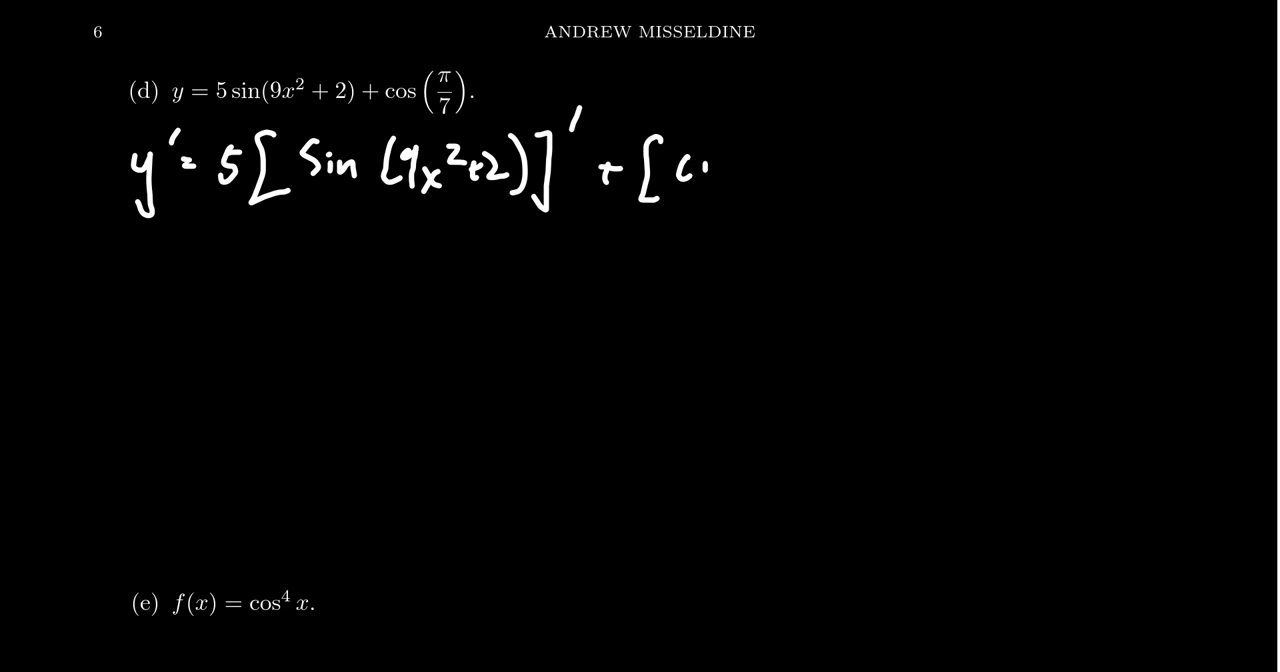 6 ANDREW MISSELDINE
(d) y = 5 sin(9x² + 2) + cos(π/7).
y' = 5[sin (9x²+2)]' + [c
(e) f(x) = cos⁴ x.